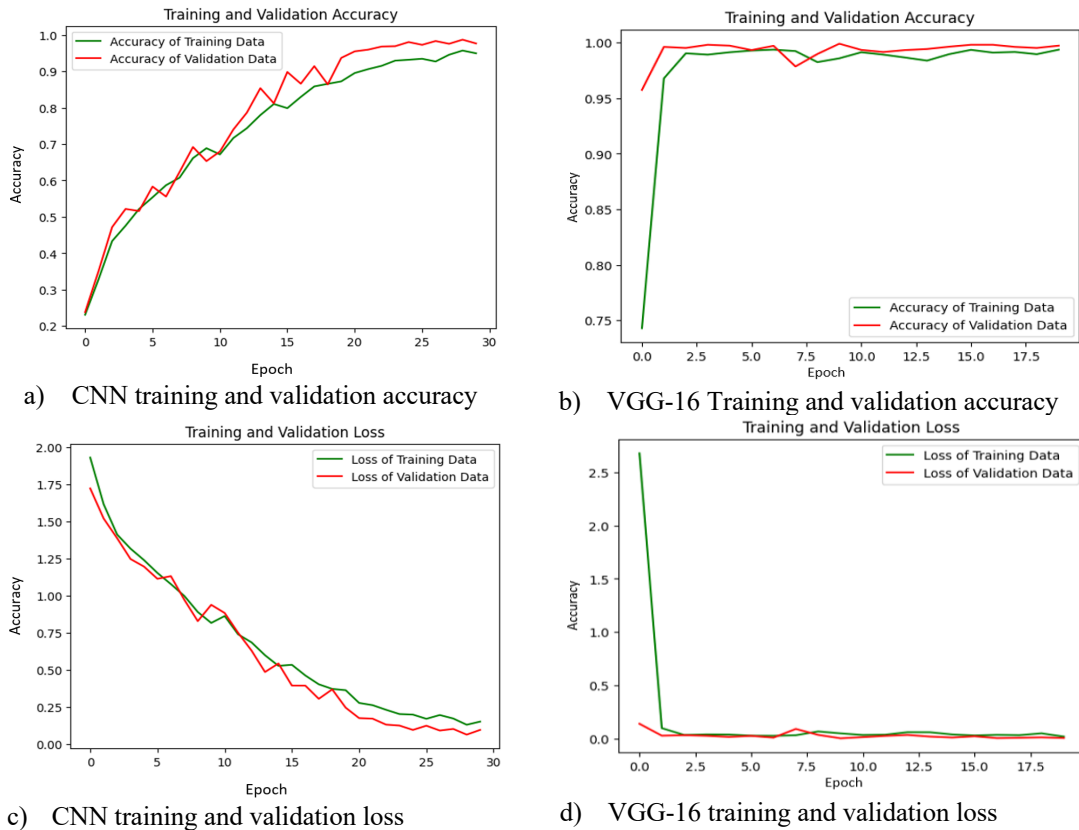 Training and Validation Accuracy
Accuracy of Training Data
Accuracy of Validation Data
1.0
0.9
0.8
0.7
0.6
0.5
0.4
0.3
0.2
Accuracy
0 5 10 15 20 25 30
Epoch
a) CNN training and validation accuracy
Training and Validation Accuracy
1.00
0.95
0.90
0.85
0.80
0.75
Accuracy
Accuracy of Training Data
Accuracy of Validation Data
0.0 2.5 5.0 7.5 10.0 12.5 15.0 17.5
Epoch
b) VGG-16 Training and validation accuracy
Training and Validation Loss
Loss of Training Data
Loss of Validation Data
2.00
1.75
1.50
1.25
1.00
0.75
0.50
0.25
0.00
Accuracy
0 5 10 15 20 25 30
Epoch
c) CNN training and validation loss
Training and Validation Loss
Loss of Training Data
Loss of Validation Data
2.5
2.0
1.5
1.0
0.5
0.0
Accuracy
0.0 2.5 5.0 7.5 10.0 12.5 15.0 17.5
Epoch
d) VGG-16 training and validation loss